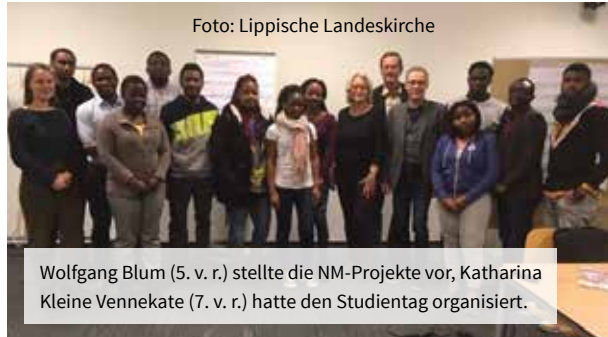 Foto: Lippische Landeskirche
Wolfgang Blum (5. v. r.) stellte die NM-Projekte vor, Katharina
Kleine Vennekate (7. v. r.) hatte den Studientag organisiert.